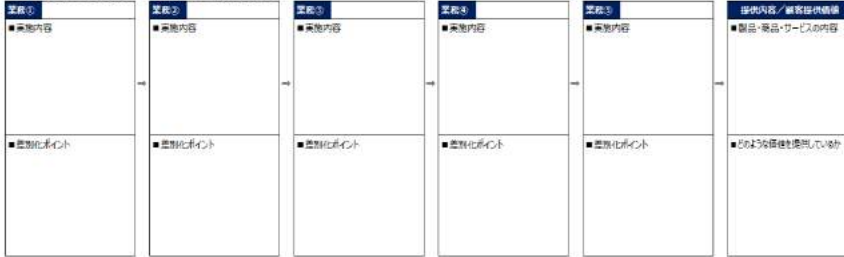 業務①
■実施内容
■差別化ポイント
業務②
■実施内容
■差別化ポイント
業務③
■実施内容
■差別化ポイント
業務④
■実施内容
■差別化ポイント
業務⑤
■実施内容
■差別化ポイント
提供内容／顧客提供価値
■製品・商品・サービスの内容
■どのような価値を提供しているか